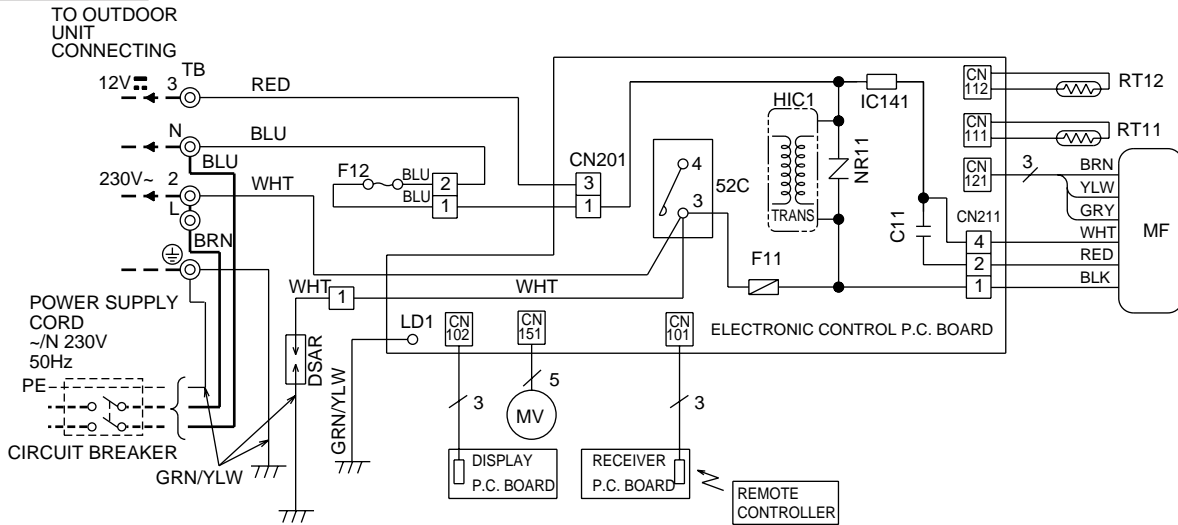 TO OUTDOOR
UNIT
CONNECTING
12V
3
TB
RED
N
BLU
BLU
230V~
2
WHT
L
BRN
POWER SUPPLY
CORD
~/N 230V
50Hz
PE
CIRCUIT BREAKER
GRN/YLW
F12
BLU
BLU
2
1
CN201
3
1
WHT
1
WHT
DSAR
GRN/YLW
LD1
4
3
52C
HIC1
TRANS
NR11
IC141
F11
C11
CN211
4
2
1
CN
112
RT12
CN
111
RT11
CN
121
3
BRN
YLW
GRY
WHT
RED
BLK
MF
ELECTRONIC CONTROL P.C. BOARD
CN
102
CN
151
CN
101
3
5
3
MV
DISPLAY
P.C. BOARD
RECEIVER
P.C. BOARD
REMOTE
CONTROLLER